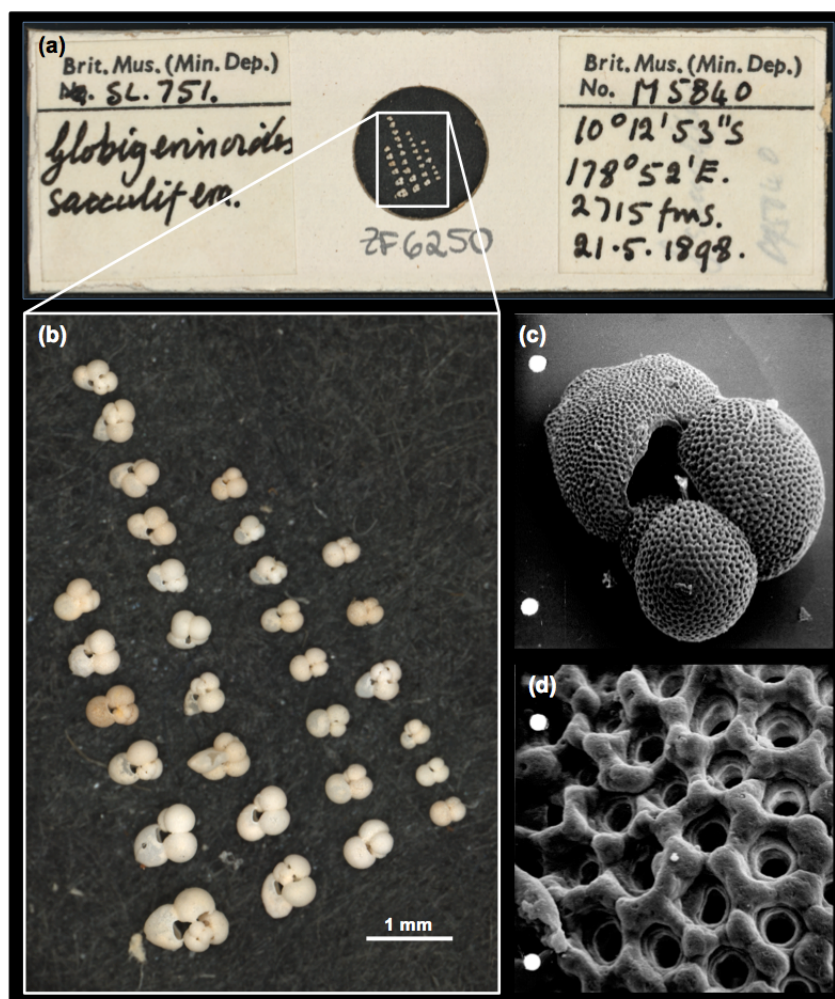 (a)
Brit. Mus. (Min. Dep.)
No. SL. 751.
Globigerinoides
sacculifera.
ZF6250
Brit. Mus. (Min. Dep.)
No. M5840
10° 12' 53" S
178° 52' E.
2715 fms.
21.5.1898.
(b)
1 mm
(c)
(d)